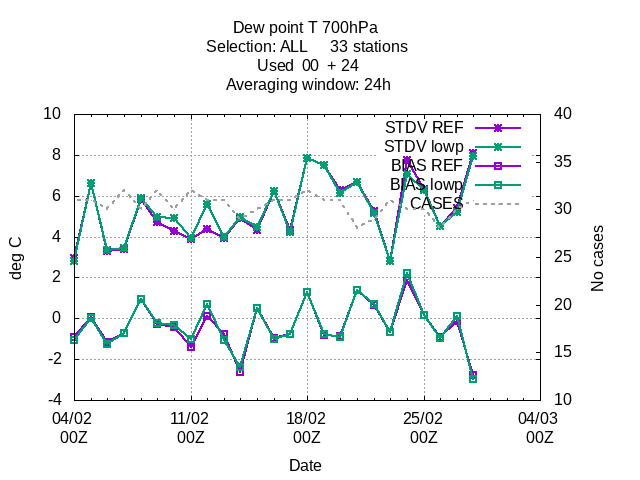 Dew point T 700hPa
Selection: ALL     33 stations
Used  00  + 24
Averaging window: 24h
10
8
6
4
2
0
-2
-4
deg C
40
35
30
25
20
15
10
No cases
STDV REF
STDV lowp
BIAS REF
BIAS lowp
CASES
04/02 11/02 18/02 25/02 04/03
00Z 00Z 00Z 00Z 00Z
Date